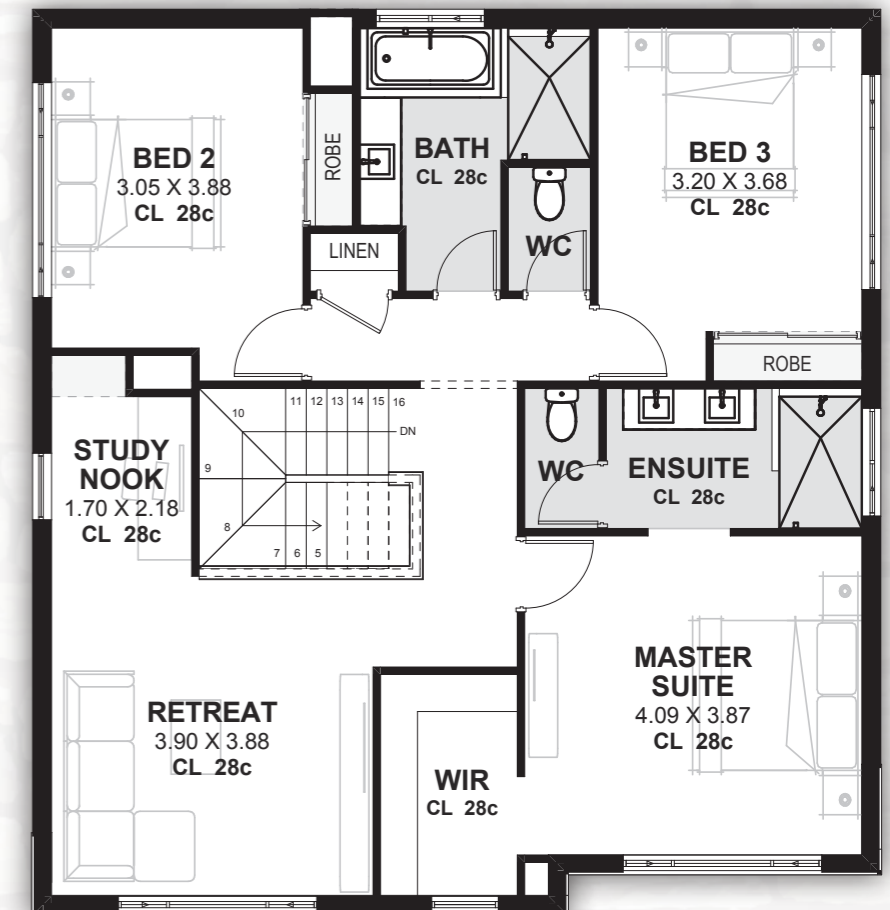 BED 2
3.05 X 3.88
CL 28c
ROBE
LINEN
BATH
CL 28c
WC
BED 3
3.20 X 3.68
CL 28c
ROBE
STUDY
NOOK
1.70 X 2.18
CL 28c
11 12 13 14 15 16
10
DN
9
8
7 6 5
WC
ENSUITE
CL 28c
RETREAT
3.90 X 3.88
CL 28c
WIR
CL 28c
MASTER
SUITE
4.09 X 3.87
CL 28c